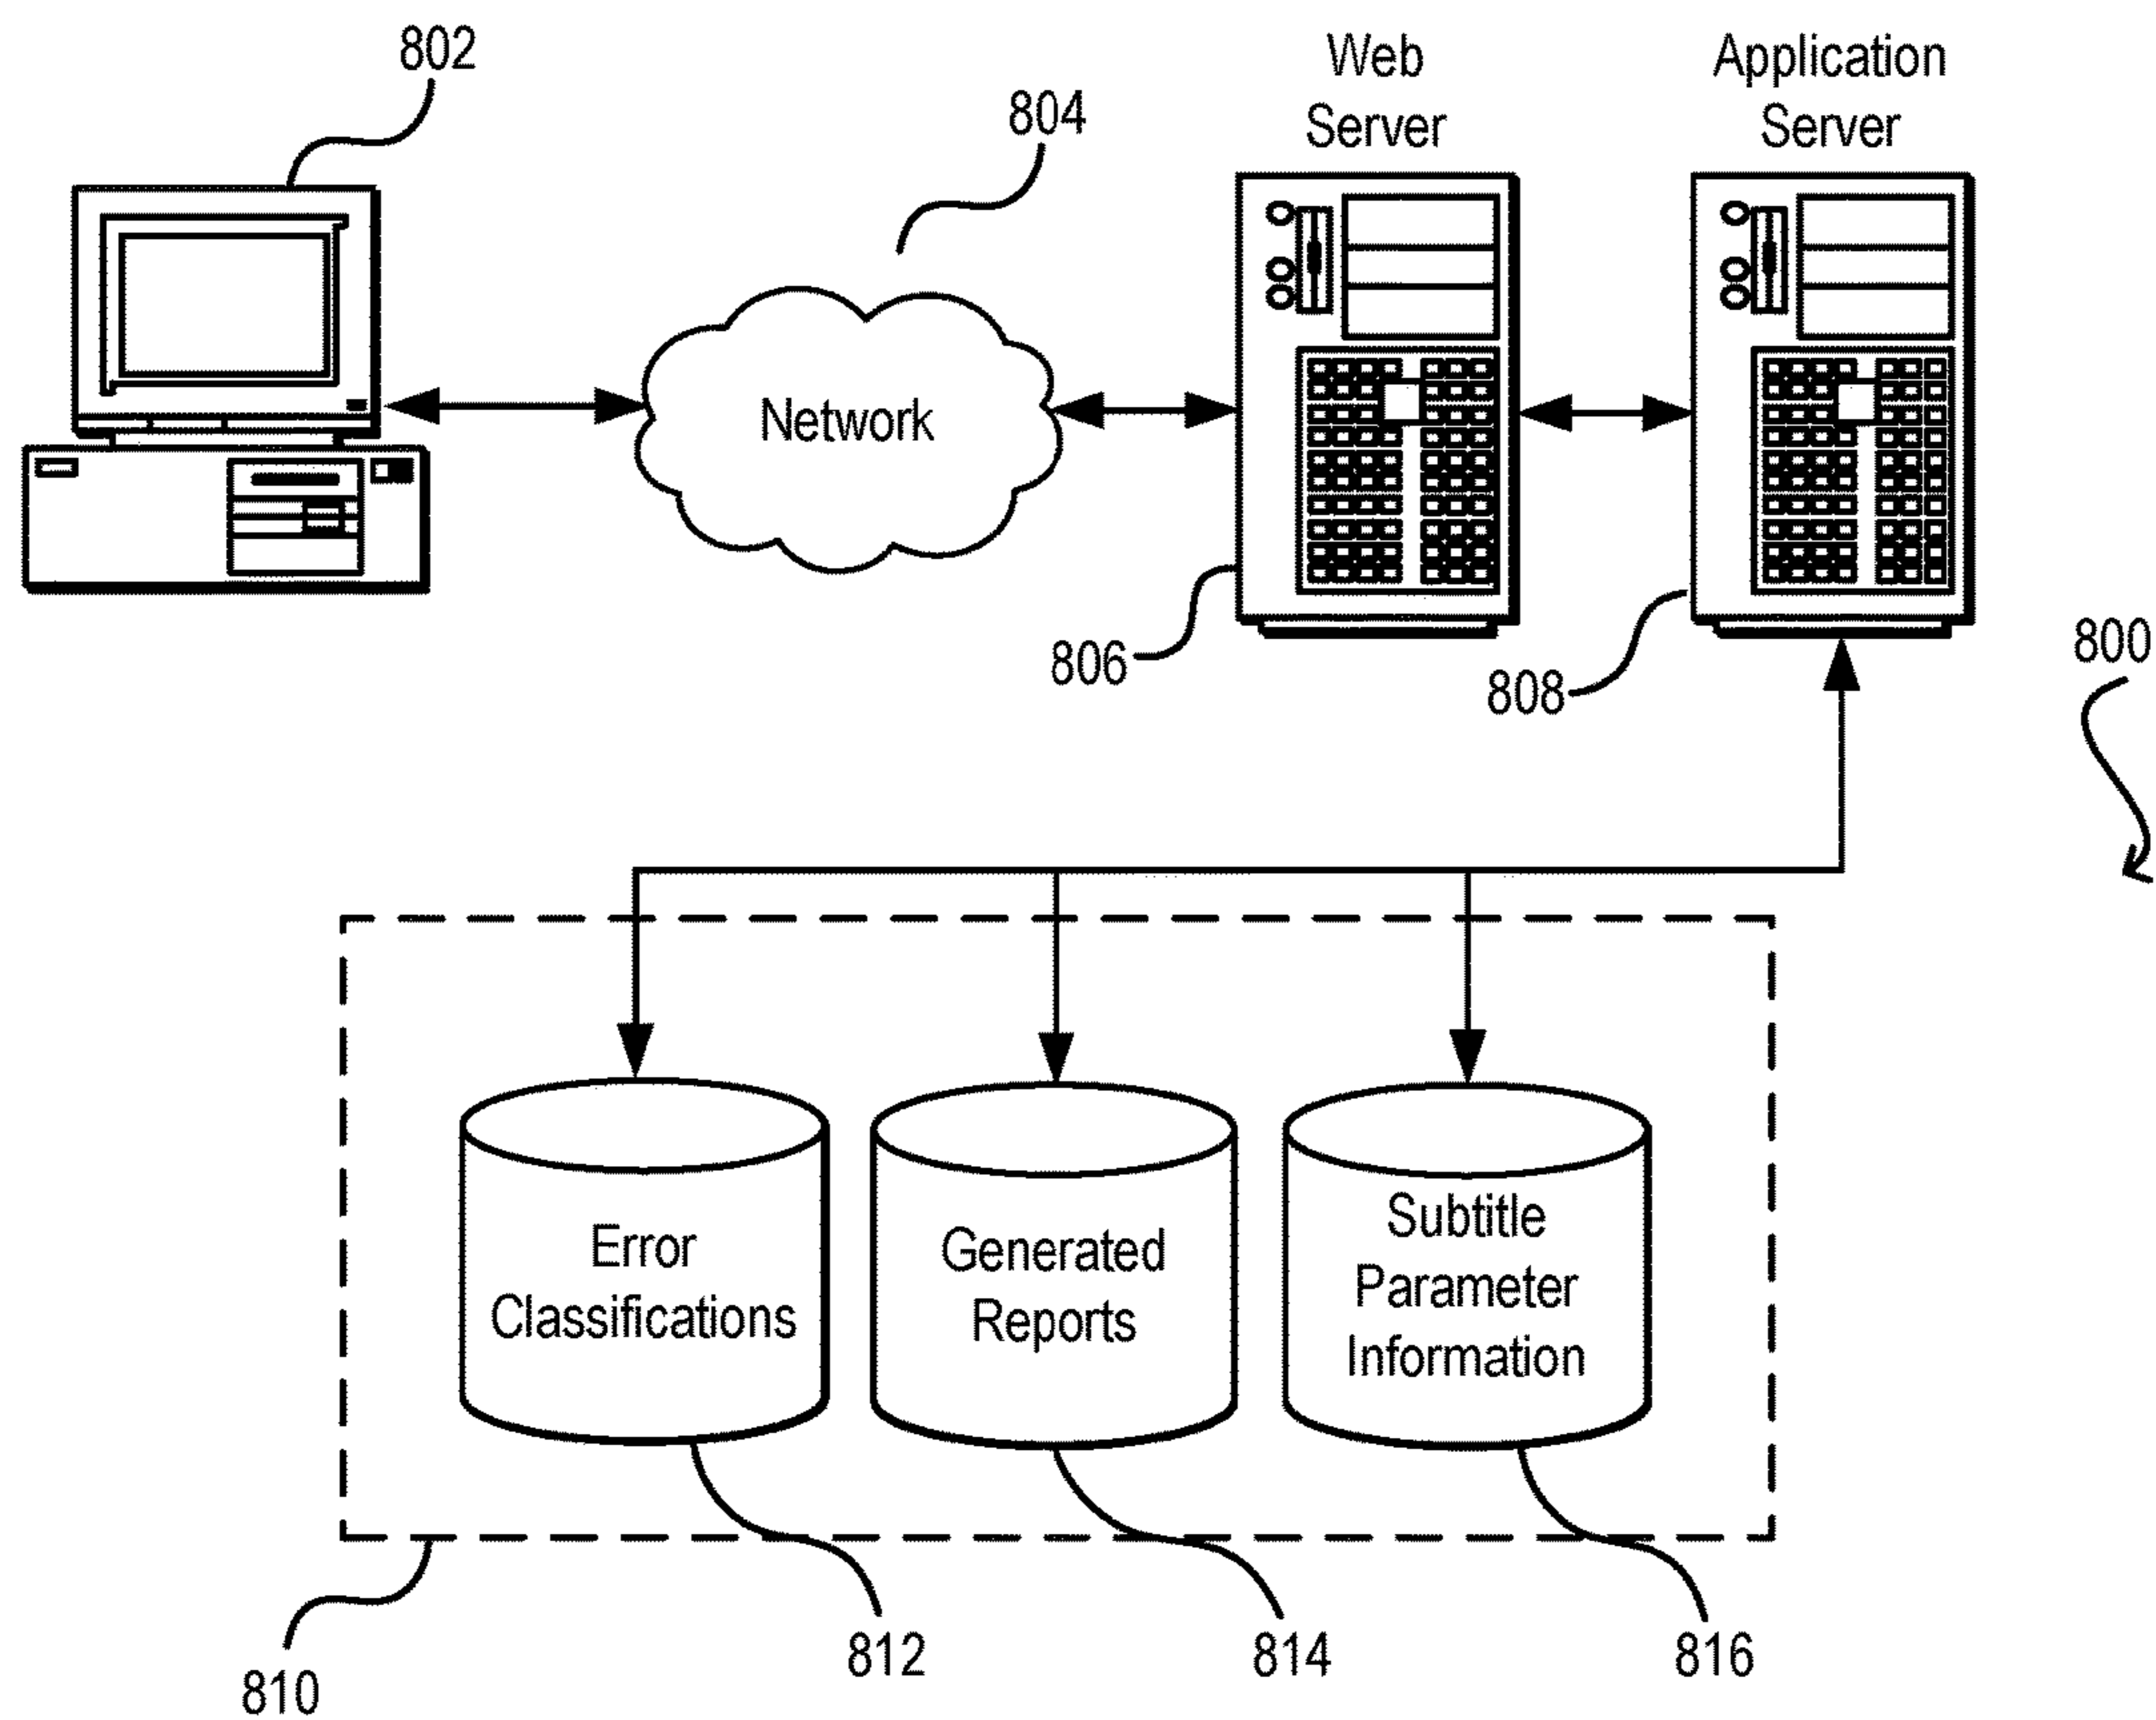 802
804
Web
Server
Application
Server
Network
806
808
800
Error
Classifications
Generated
Reports
Subtitle
Parameter
Information
810
812
814
816